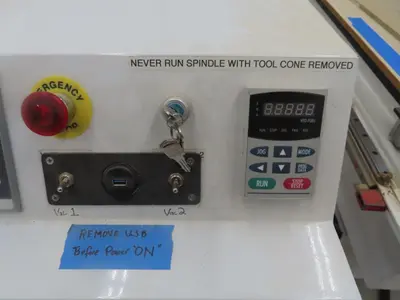 NEVER RUN SPINDLE WITH TOOL CONE REMOVED
EMERGENCY
JOG
MODE
RUN
STOP
RESET
Vac 1
Vac 2
REMOVE USB
Before Power "ON"